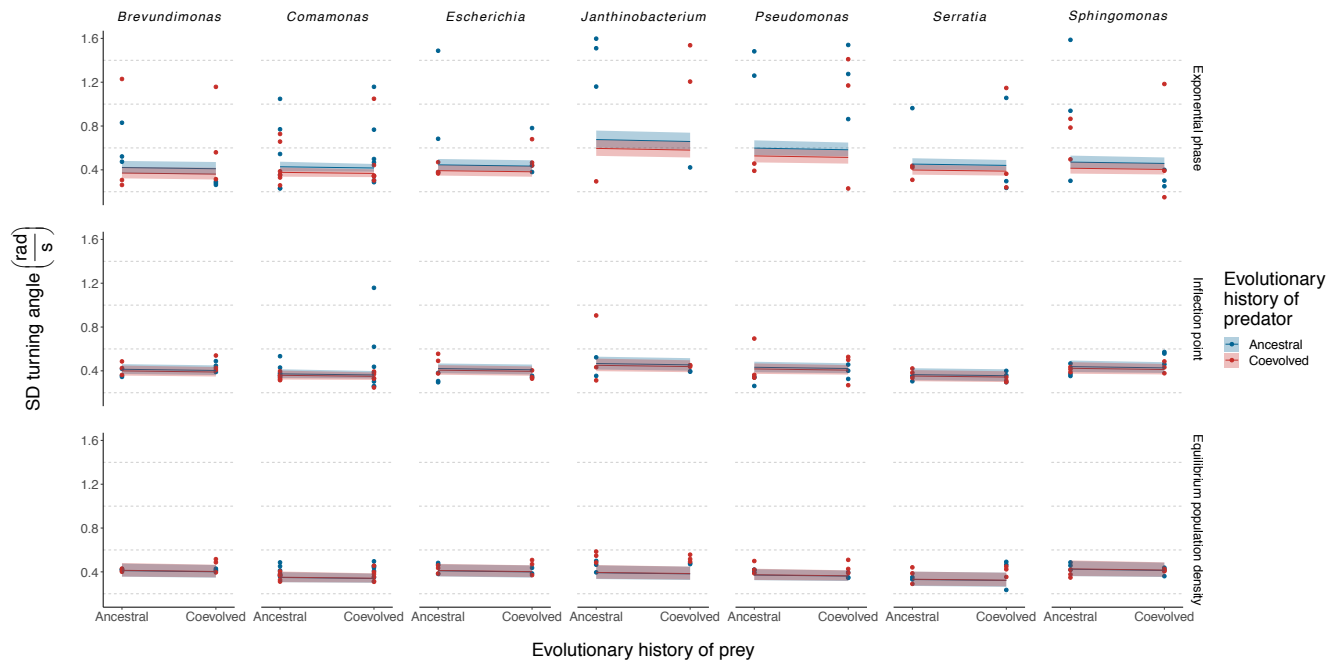 Brevundimonas Comamonas Escherichia Janthinobacterium Pseudomonas Serratia Sphingomonas
1.6
1.2
0.8
0.4
Exponential phase
1.6
1.2
0.8
0.4
Inflection point
1.6
1.2
0.8
0.4
Equilibrium population density
SD turning angle (rad/s)
Ancestral Coevolved Ancestral Coevolved Ancestral Coevolved Ancestral Coevolved Ancestral Coevolved Ancestral Coevolved Ancestral Coevolved
Evolutionary history of prey
Evolutionary
history of
predator
Ancestral
Coevolved